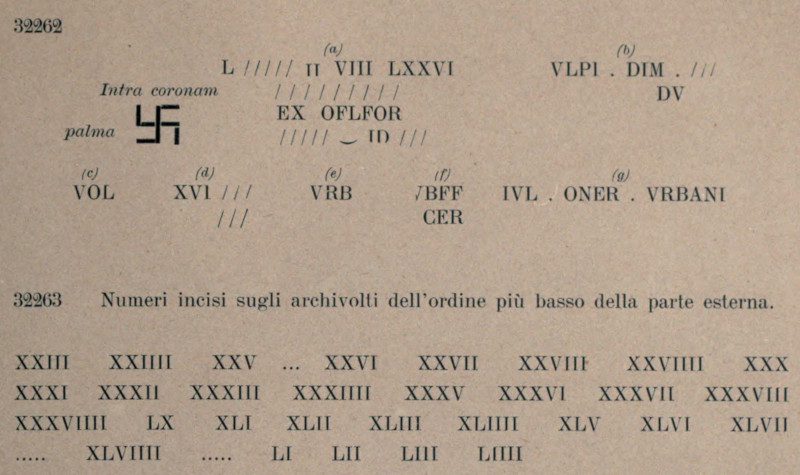 32262
(a) (b)
L ///// II VIII LXXVI VLPI . DIM . ///
Intra coronam ///////// DV
EX OFLFOR
palma ///// ⌣ ID ///
(c) (d) (e) (f) (g)
VOL XVI /// VRB /BFF IVL . ONER . VRBANI
/// CER
32263 Numeri incisi sugli archivolti dell'ordine più basso della parte esterna.
XXIII XXIIII XXV ... XXVI XXVII XXVIII XXVIIII XXX
XXXI XXXII XXXIII XXXIIII XXXV XXXVI XXXVII XXXVIII
XXXVIIII LX XLI XLII XLIII XLIIII XLV XLVI XLVII
..... XLVIIII ..... LI LII LIII LIIII